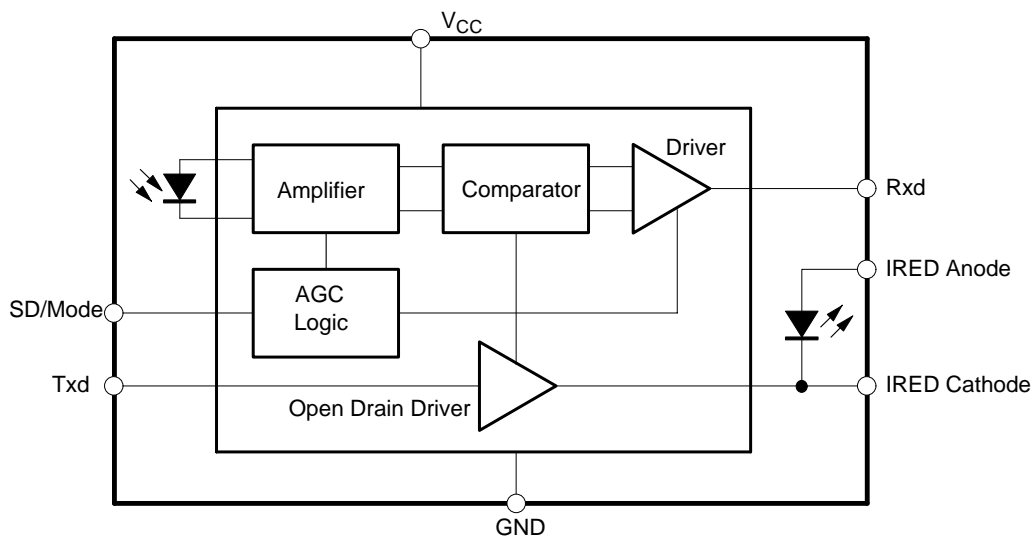 VCC
Driver
Amplifier
Comparator
Rxd
IRED Anode
SD/Mode
AGC
Logic
Txd
Open Drain Driver
IRED Cathode
GND